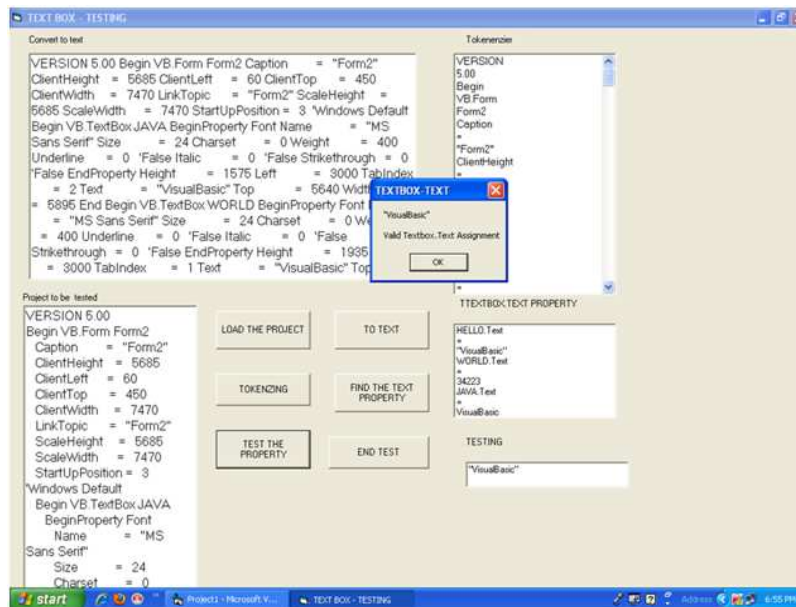 TEXT BOX - TESTING
Convert to text
VERSION 5.00 Begin VB.Form Form2 Caption = "Form2"
ClientHeight = 5685 ClientLeft = 60 ClientTop = 450
ClientWidth = 7470 LinkTopic = "Form2" ScaleHeight =
5685 ScaleWidth = 7470 StartUpPosition = 3 'Windows Default
Begin VB.TextBox JAVA BeginProperty Font Name = "MS
Sans Serif" Size = 24 Charset = 0 Weight = 400
Underline = 0 'False Italic = 0 'False Strikethrough = 0
'False EndProperty Height = 1575 Left = 3000 TabIndex
= 2 Text = "VisualBasic" Top = 5640 Width
= 5895 End Begin VB.TextBox WORLD BeginProperty Font
= "MS Sans Serif" Size = 24 Charset = 0 We
= 400 Underline = 0 'False Italic = 0 'False
Strikethrough = 0 'False EndProperty Height = 1935
= 3000 TabIndex = 1 Text = "VisualBasic" Top
Tokenenzier
VERSION
5.00
Begin
VB.Form
Form2
Caption
=
"Form2"
ClientHeight
=
=
TEXTBOX-TEXT
"VisualBasic"
Valid Textbox.Text Assignment
OK
Project to be tested
VERSION 5.00
Begin VB.Form Form2
Caption = "Form2"
ClientHeight = 5685
ClientLeft = 60
ClientTop = 450
ClientWidth = 7470
LinkTopic = "Form2"
ScaleHeight = 5685
ScaleWidth = 7470
StartUpPosition = 3
'Windows Default
Begin VB.TextBox JAVA
BeginProperty Font
Name = "MS
Sans Serif"
Size = 24
Charset = 0
LOAD THE PROJECT
TO TEXT
TOKENZING
FIND THE TEXT
PROPERTY
TEST THE
PROPERTY
END TEST
TTEXTBOX.TEXT PROPERTY
HELLO.Text
=
"VisualBasic"
WORLD.Text
=
34223
JAVA.Text
=
VisualBasic
TESTING
"VisualBasic"
start
Project1 - Microsoft V...
TEXT BOX - TESTING
Address
6:55 PM